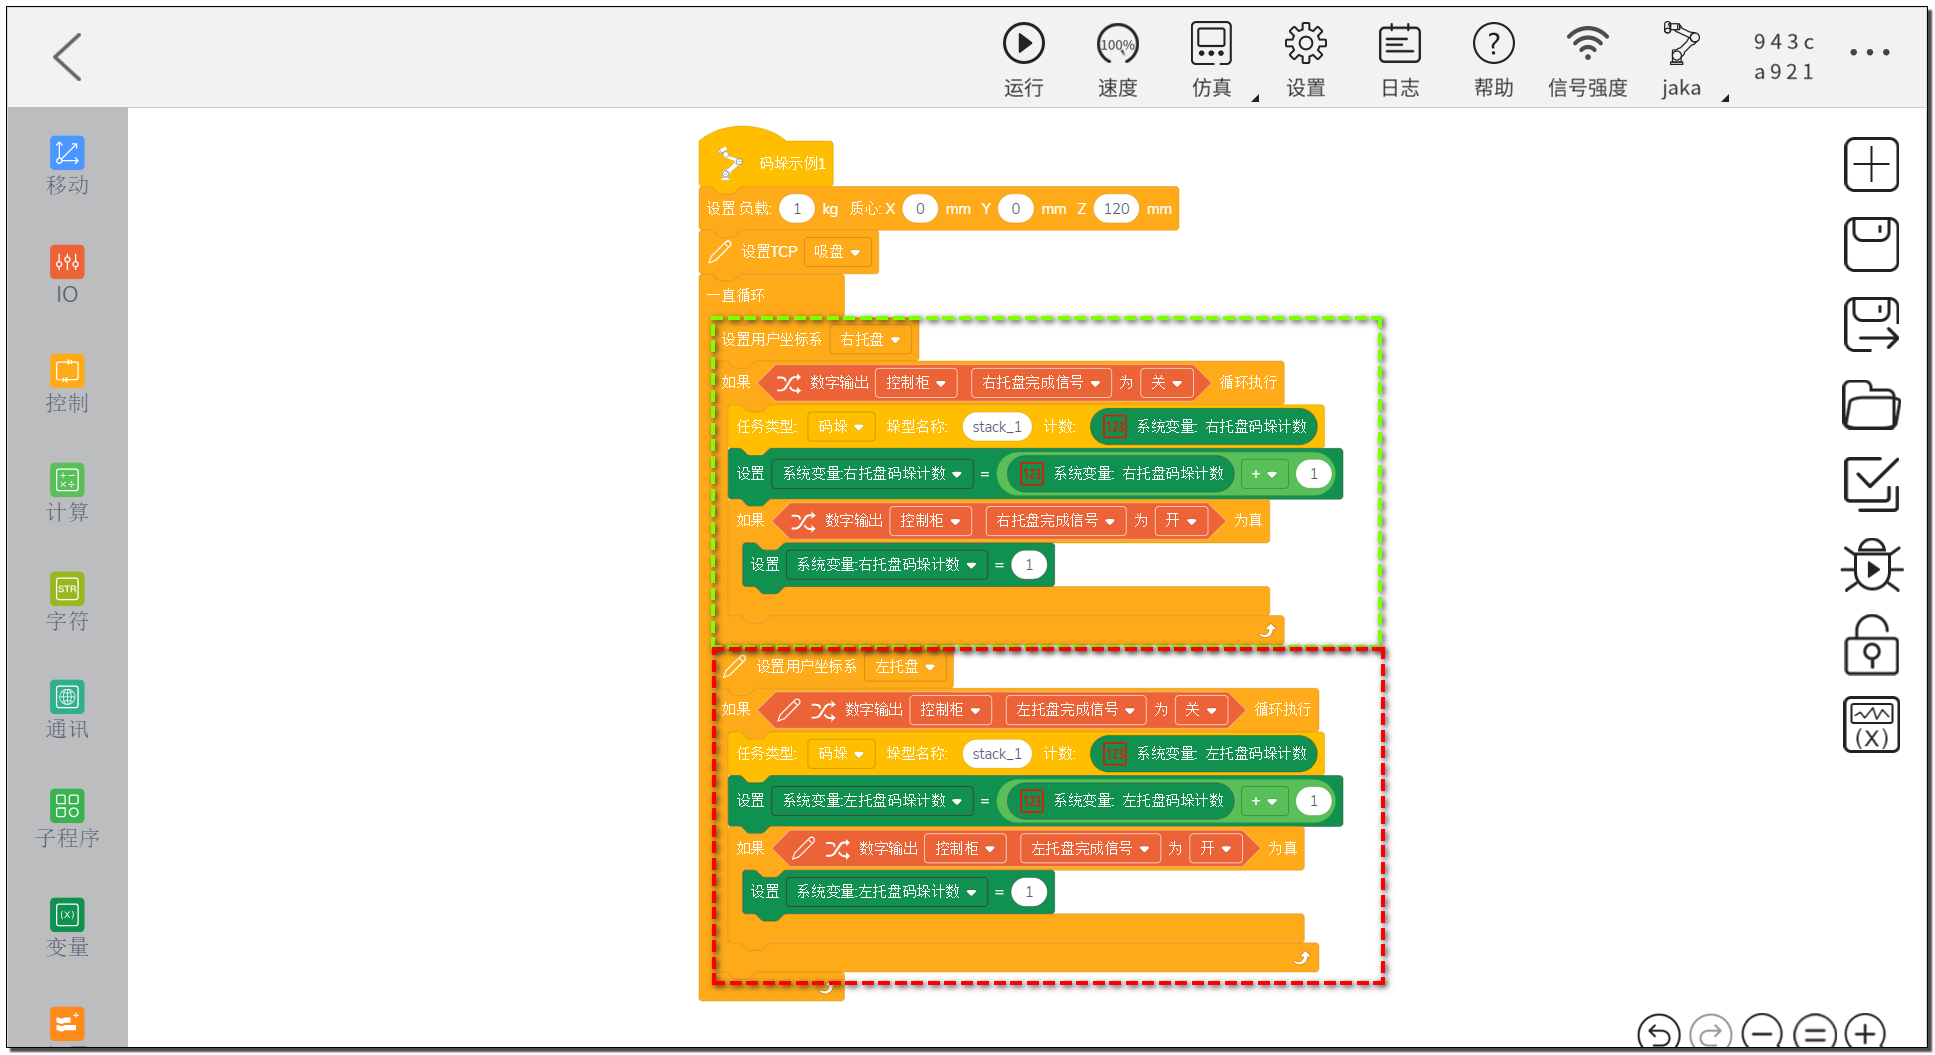 运行
100%
速度
仿真
设置
日志
?
帮助
信号强度
jaka
943c
a921
移动
IO
控制
计算
STR
字符
通讯
子程序
(X)
变量
码垛示例1
设置 负载: 1 kg 质心: X 0 mm Y 0 mm Z 120 mm
设置TCP 吸盘
一直循环
设置用户坐标系 右托盘
如果 数字输出 控制柜 右托盘完成信号 为 关 循环执行
任务类型: 码垛 垛型名称: stack_1 计数: 123 系统变量: 右托盘码垛计数
设置 系统变量:右托盘码垛计数 = 123 系统变量: 右托盘码垛计数 + 1
如果 数字输出 控制柜 右托盘完成信号 为 开 为真
设置 系统变量:右托盘码垛计数 = 1
设置用户坐标系 左托盘
如果 数字输出 控制柜 左托盘完成信号 为 关 循环执行
任务类型: 码垛 垛型名称: stack_1 计数: 123 系统变量: 左托盘码垛计数
设置 系统变量:左托盘码垛计数 = 123 系统变量: 左托盘码垛计数 + 1
如果 数字输出 控制柜 左托盘完成信号 为 开 为真
设置 系统变量:左托盘码垛计数 = 1
(X)